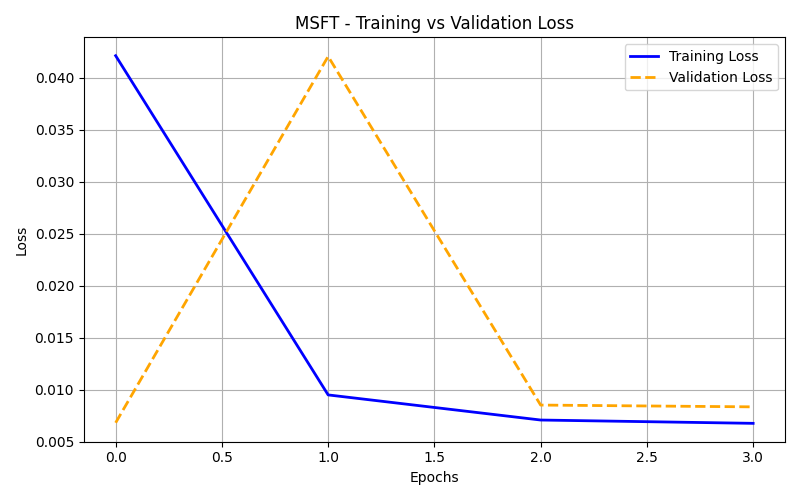 MSFT - Training vs Validation Loss
Training Loss
Validation Loss
0.040
0.035
0.030
0.025
0.020
0.015
0.010
0.005
Loss
0.0 0.5 1.0 1.5 2.0 2.5 3.0
Epochs